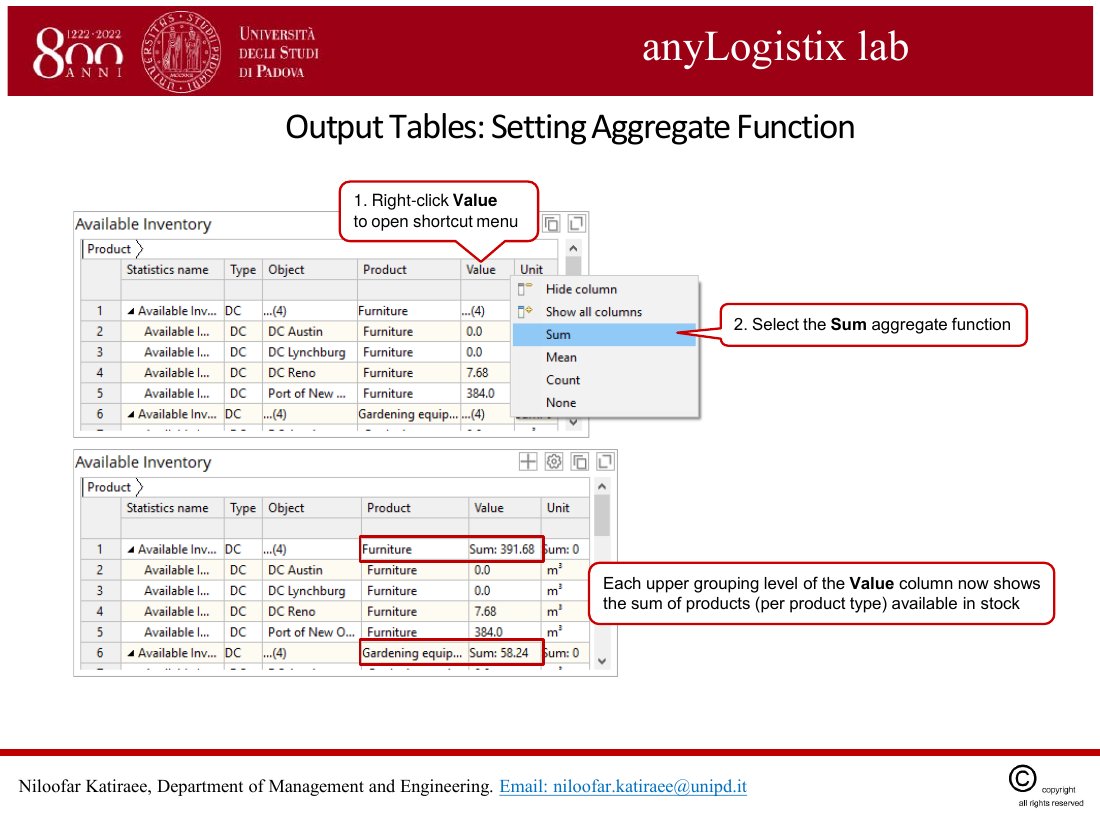 1222·2022
800
ANNI
UNIVERSITÀ
DEGLI STUDI
DI PADOVA
anyLogistix lab
Output Tables: Setting Aggregate Function
1. Right-click Value
to open shortcut menu
Available Inventory
Product
Statistics name Type Object Product Value Unit
1 Available Inv... DC ...(4) Furniture ...(4)
2 Available I... DC DC Austin Furniture 0.0
3 Available I... DC DC Lynchburg Furniture 0.0
4 Available I... DC DC Reno Furniture 7.68
5 Available I... DC Port of New ... Furniture 384.0
6 Available Inv... DC ...(4) Gardening equip... ...(4)
Hide column
Show all columns
Sum
Mean
Count
None
2. Select the Sum aggregate function
Available Inventory
Product
Statistics name Type Object Product Value Unit
1 Available Inv... DC ...(4) Furniture Sum: 391.68 Sum: 0
2 Available I... DC DC Austin Furniture 0.0 m³
3 Available I... DC DC Lynchburg Furniture 0.0 m³
4 Available I... DC DC Reno Furniture 7.68 m³
5 Available I... DC Port of New O... Furniture 384.0 m³
6 Available Inv... DC ...(4) Gardening equip... Sum: 58.24 Sum: 0
Each upper grouping level of the Value column now shows
the sum of products (per product type) available in stock
Niloofar Katiraee, Department of Management and Engineering. Email: niloofar.katiraee@unipd.it
© copyright
all rights reserved